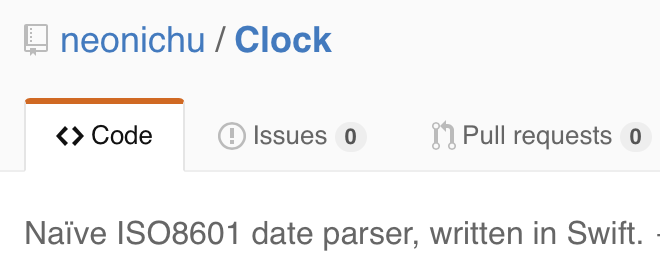 neonichu / Clock
Code Issues 0 Pull requests 0
Naïve ISO8601 date parser, written in Swift.